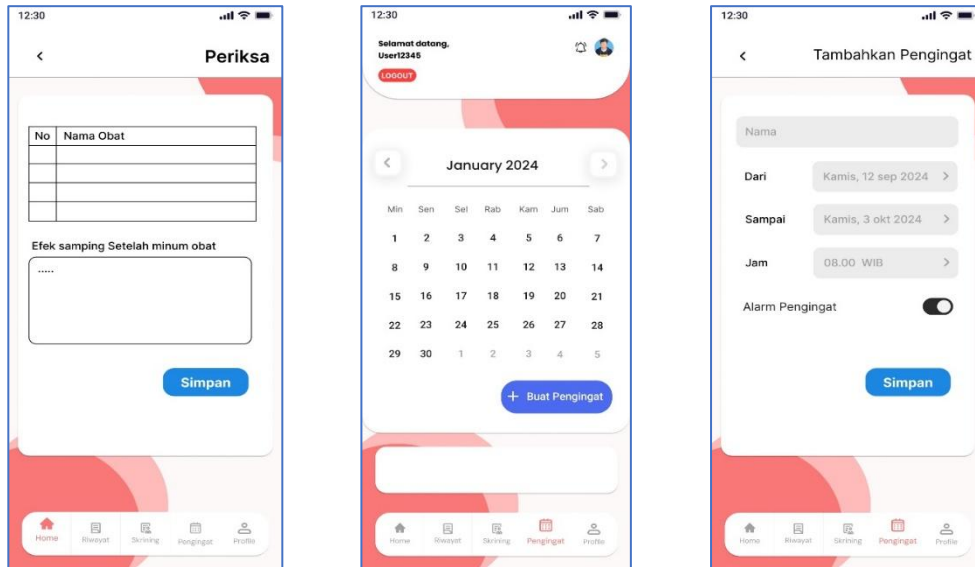 12:30
Periksa
No Nama Obat
Efek samping Setelah minum obat
.....
Simpan
Home Riwayat Skrining Pengingat Profile
12:30
Selamat datang,
User12345
LOGOUT
January 2024
Min Sen Sel Rab Kam Jum Sab
1 2 3 4 5 6 7
8 9 10 11 12 13 14
15 16 17 18 19 20 21
22 23 24 25 26 27 28
29 30 1 2 3 4 5
+ Buat Pengingat
Home Riwayat Skrining Pengingat Profile
12:30
Tambahkan Pengingat
Nama
Dari Kamis, 12 sep 2024 >
Sampai Kamis, 3 okt 2024 >
Jam 08.00 WIB >
Alarm Pengingat
Simpan
Home Riwayat Skrining Pengingat Profile